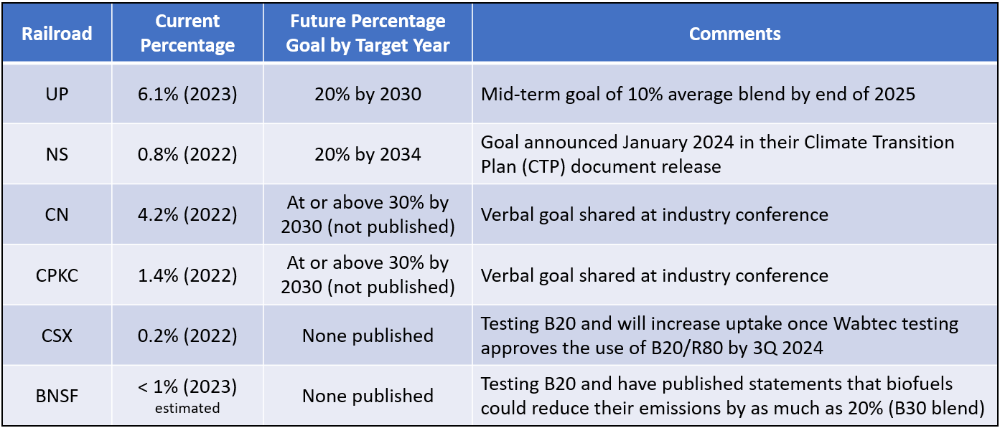 Railroad
Current
Percentage
Future Percentage
Goal by Target Year
Comments
UP
6.1% (2023)
20% by 2030
Mid-term goal of 10% average blend by end of 2025
NS
0.8% (2022)
20% by 2034
Goal announced January 2024 in their Climate Transition
Plan (CTP) document release
CN
4.2% (2022)
At or above 30% by
2030 (not published)
Verbal goal shared at industry conference
CPKC
1.4% (2022)
At or above 30% by
2030 (not published)
Verbal goal shared at industry conference
CSX
0.2% (2022)
None published
Testing B20 and will increase uptake once Wabtec testing
approves the use of B20/R80 by 3Q 2024
BNSF
< 1% (2023)
estimated
None published
Testing B20 and have published statements that biofuels
could reduce their emissions by as much as 20% (B30 blend)